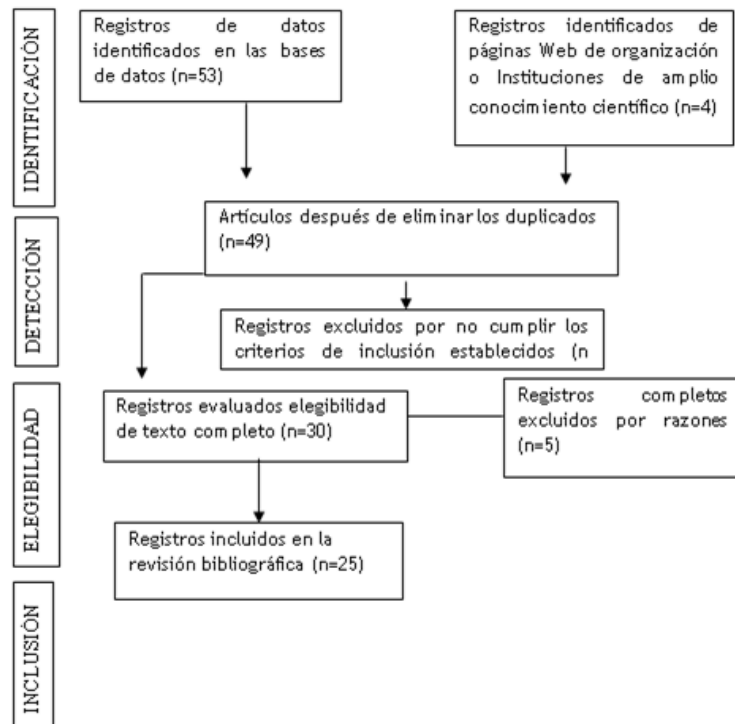 IDENTIFICACIÓN
Registros de datos
identificados en las bases
de datos (n=53)
Registros identificados de
páginas Web de organización
o Instituciones de amplio
conocimiento científico (n=4)
Artículos después de eliminar los duplicados
(n=49)
DETECCIÓN
Registros excluidos por no cumplir los
criterios de inclusión establecidos (n
ELEGIBILIDAD
Registros evaluados elegibilidad
de texto completo (n=30)
Registros completos
excluidos por razones
(n=5)
Registros incluidos en la
revisión bibliográfica (n=25)
INCLUSIÓN